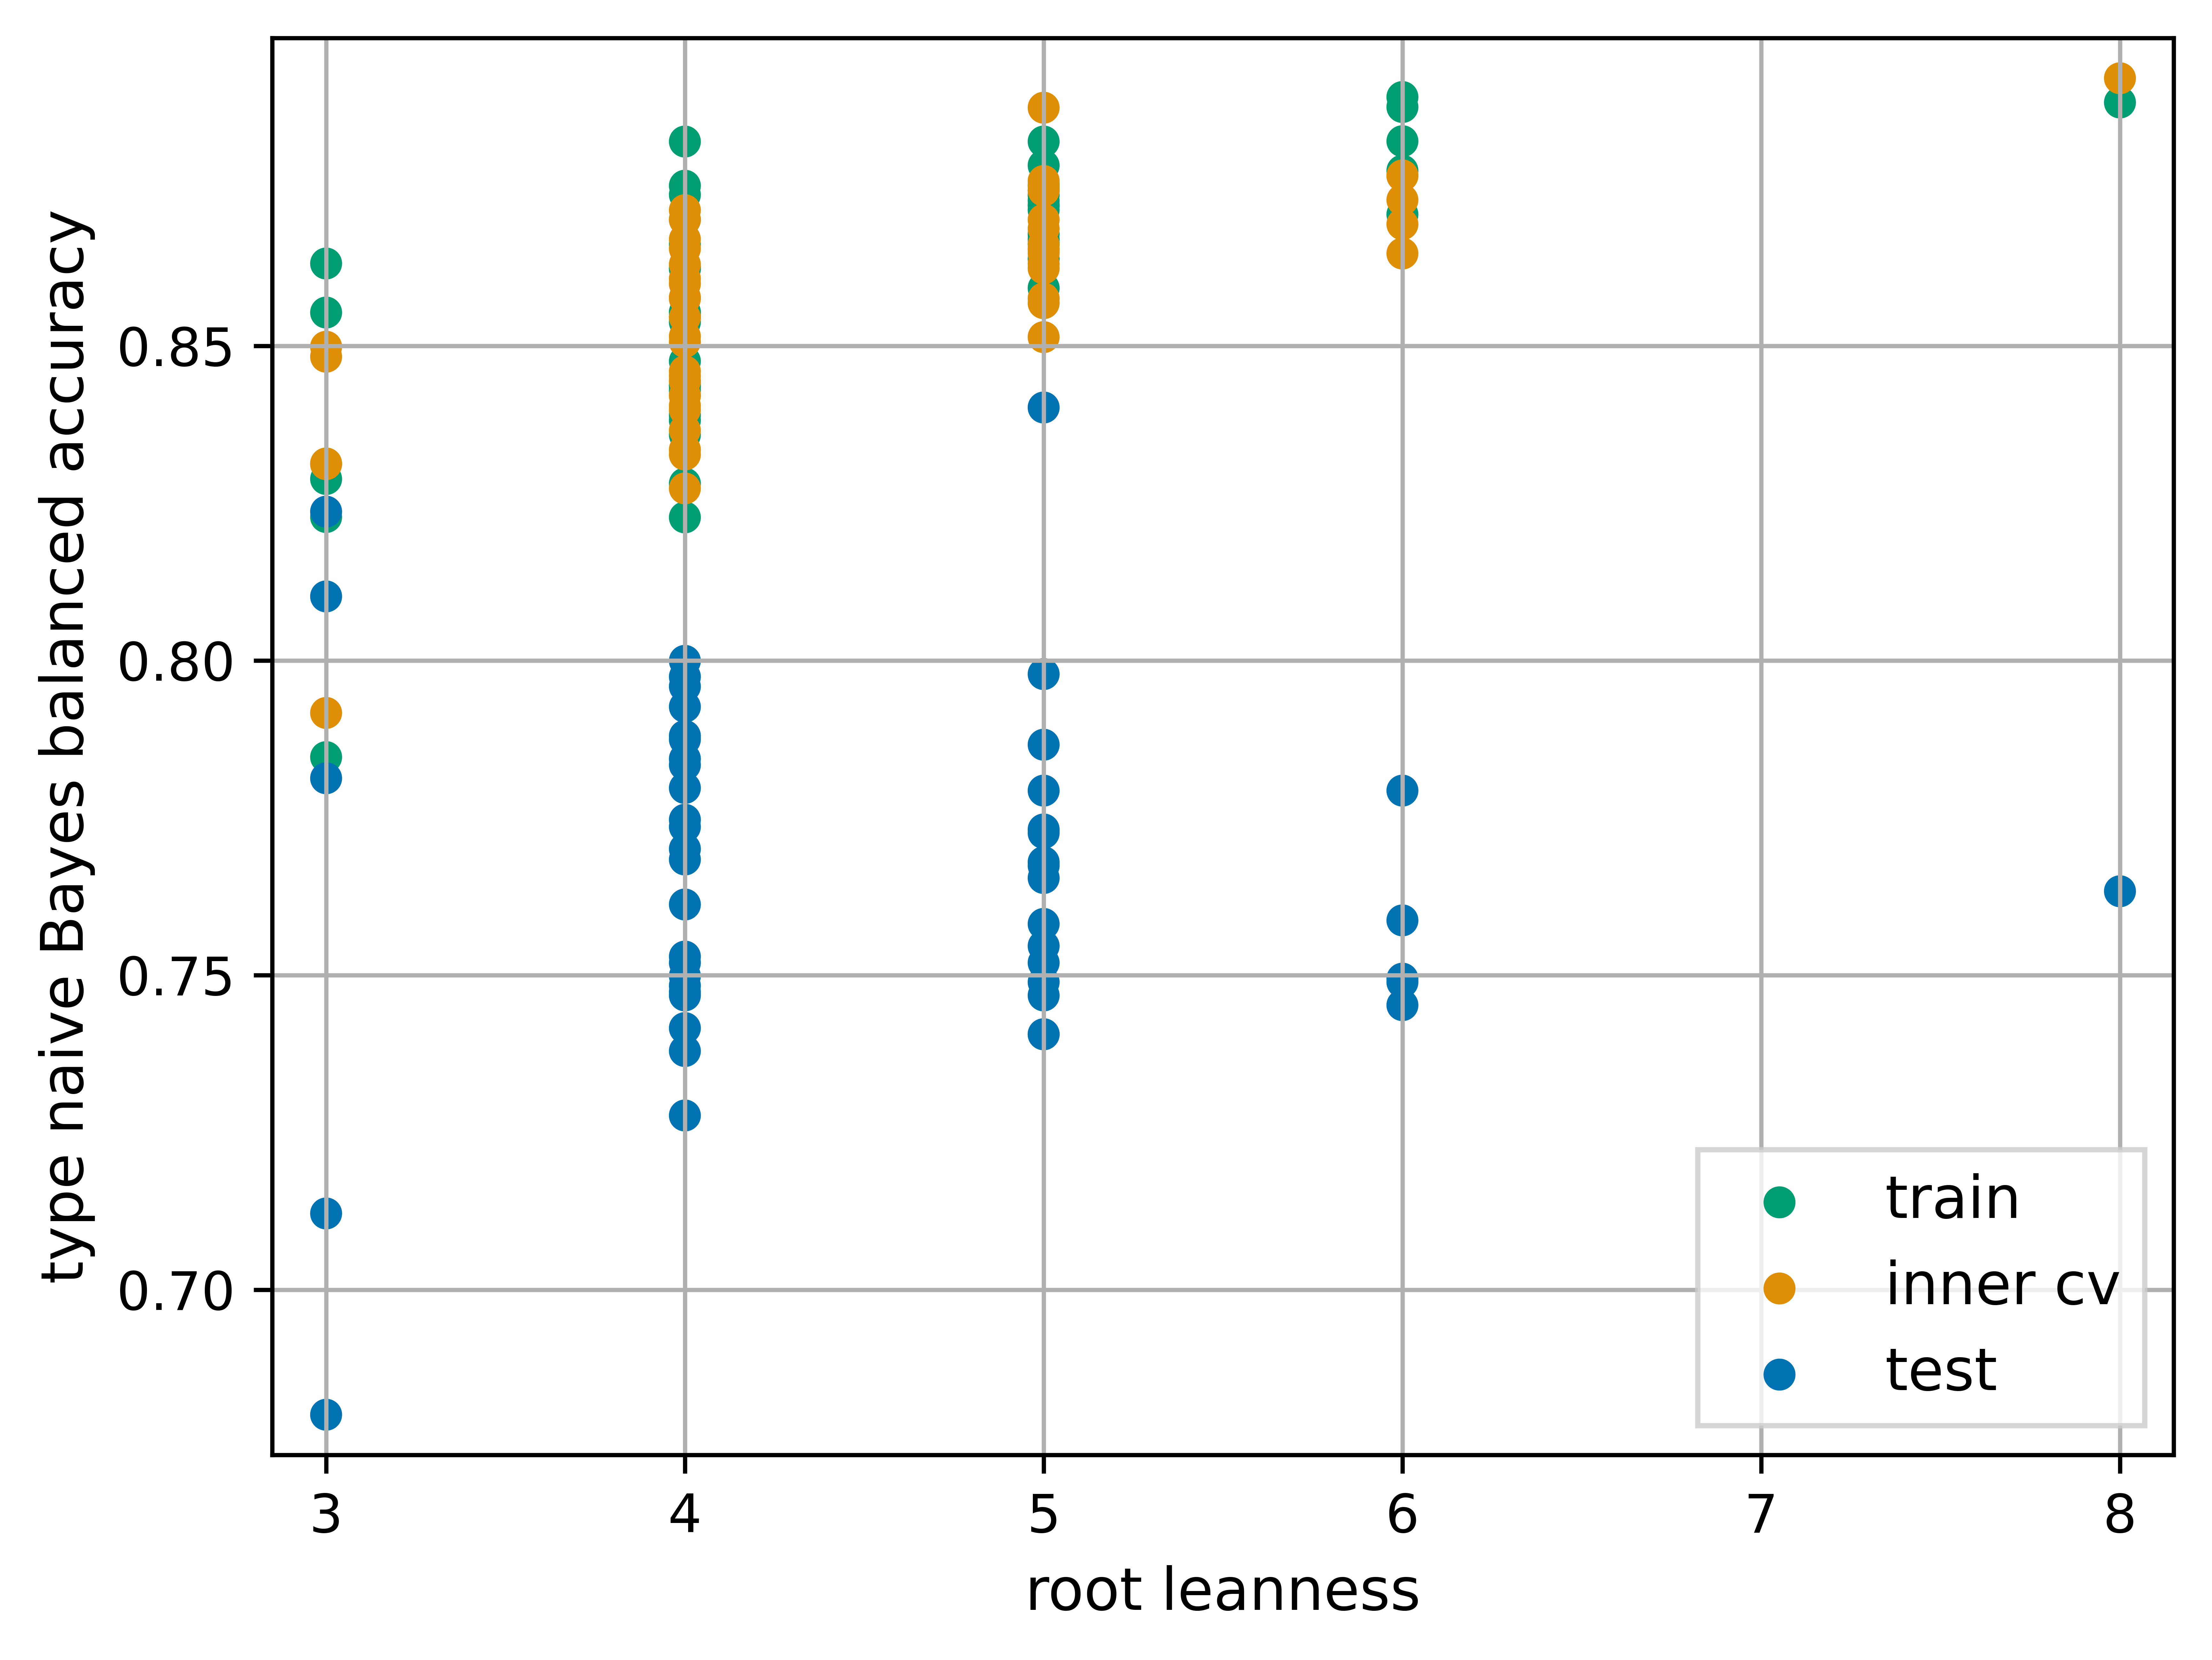 type naive Bayes balanced accuracy
0.85
0.80
0.75
0.70
3 4 5 6 7 8
root leanness
train
inner cv
test